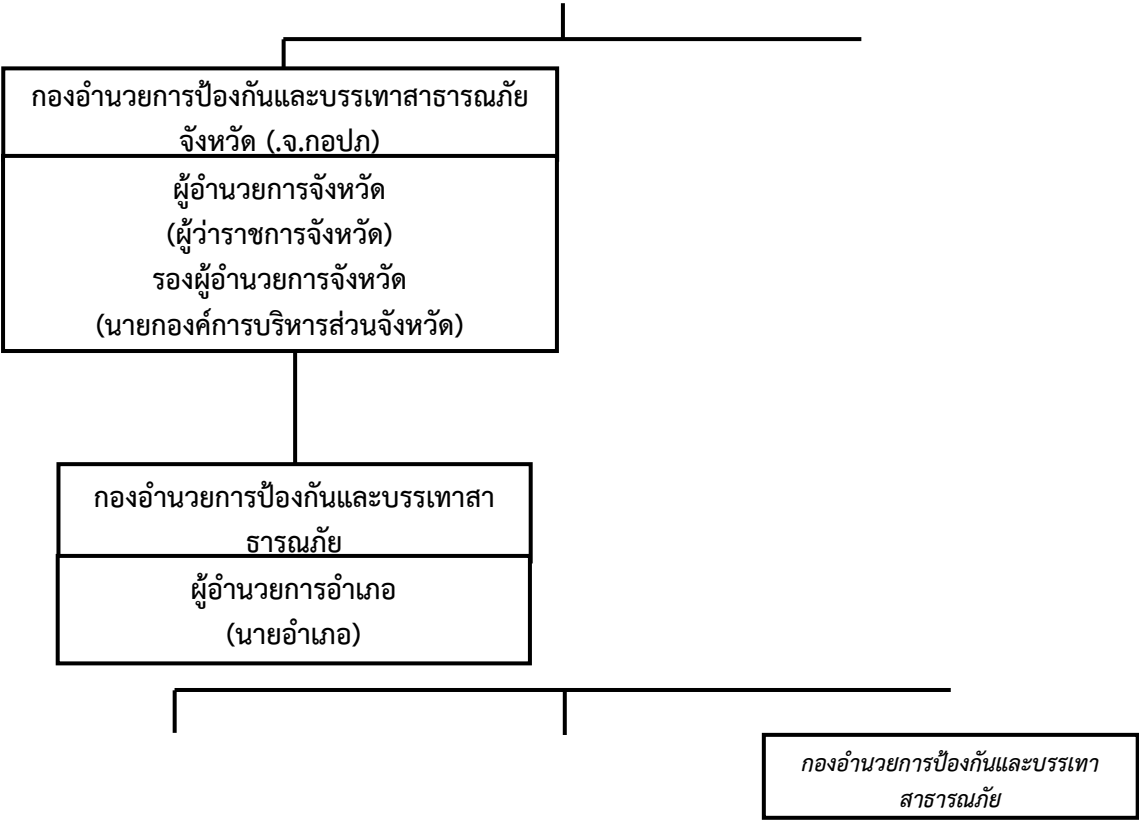 กองอำนวยการป้องกันและบรรเทาสาธารณภัย
จังหวัด (.จ.กอปภ)
ผู้อำนวยการจังหวัด
(ผู้ว่าราชการจังหวัด)
รองผู้อำนวยการจังหวัด
(นายกองค์การบริหารส่วนจังหวัด)
กองอำนวยการป้องกันและบรรเทาสา
ธารณภัย
ผู้อำนวยการอำเภอ
(นายอำเภอ)
กองอำนวยการป้องกันและบรรเทา
สาธารณภัย